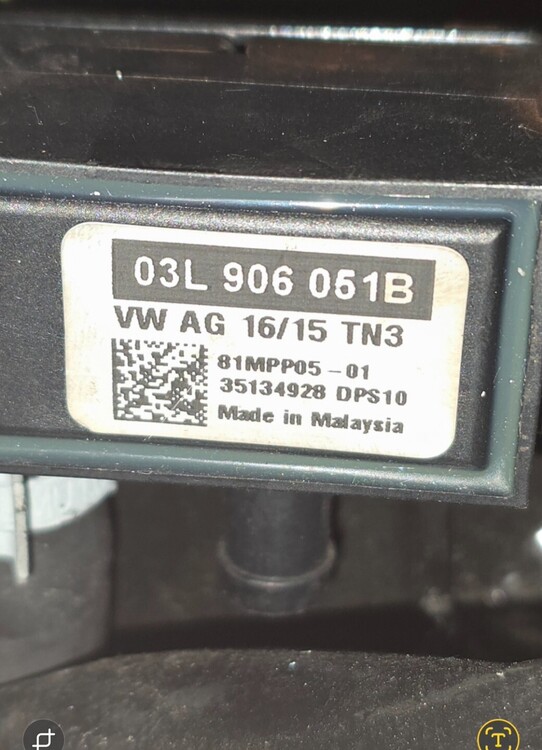 03L 906 051B
VW AG 16/15 TN3
81MPP05-01
35134928 DPS10
Made in Malaysia
T